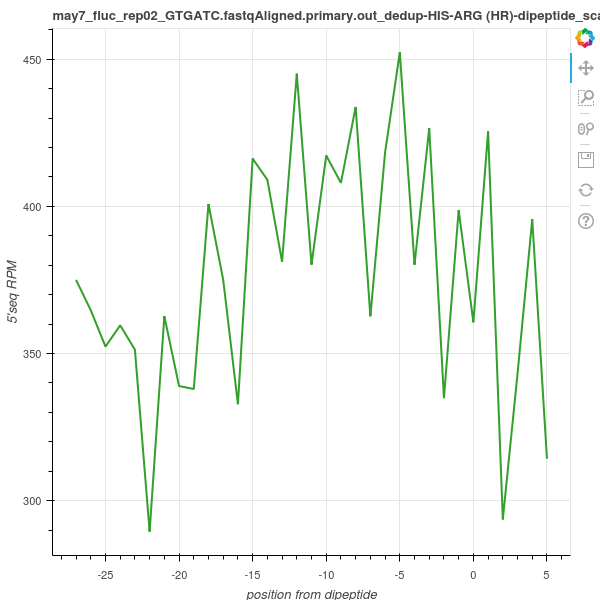 may7_fluc_rep02_GTGATC.fastqAligned.primary.out_dedup-HIS-ARG (HR)-dipeptide_sca
450
400
350
300
5'seq RPM
-25 -20 -15 -10 -5 0 5
position from dipeptide